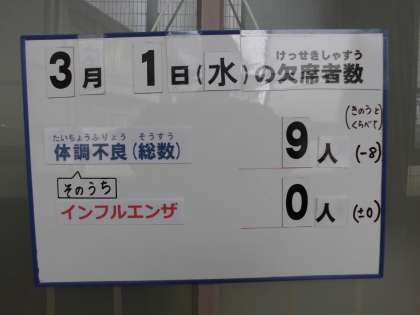 けっせきしゃすう
3月 1日(水)の欠席者数
(きのうと
くらべて)
たいちょうふりょう そうすう
体調不良(総数) 9人 (-8)
そのうち
インフルエンザ 0人 (±0)